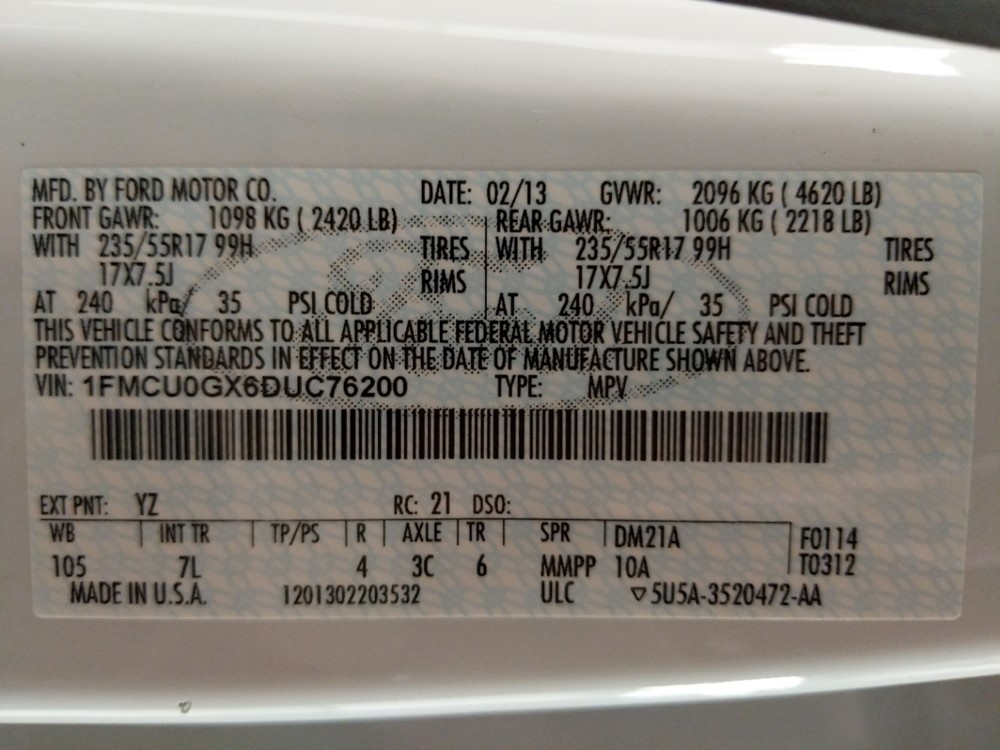 MFD. BY FORD MOTOR CO. DATE: 02/13 GVWR: 2096 KG ( 4620 LB)
FRONT GAWR: 1098 KG ( 2420 LB) REAR GAWR: 1006 KG ( 2218 LB)
WITH 235/55R17 99H TIRES WITH 235/55R17 99H TIRES
17X7.5J RIMS 17X7.5J RIMS
AT 240 kPa/ 35 PSI COLD AT 240 kPa/ 35 PSI COLD
THIS VEHICLE CONFORMS TO ALL APPLICABLE FEDERAL MOTOR VEHICLE SAFETY AND THEFT
PREVENTION STANDARDS IN EFFECT ON THE DATE OF MANUFACTURE SHOWN ABOVE.
VIN: 1FMCU0GX6DUC76200 TYPE: MPV
EXT PNT: YZ RC: 21 DSO:
WB INT TR TP/PS R AXLE TR SPR DM21A F0114
105 7L 4 3C 6 MMPP 10A T0312
MADE IN U.S.A. 1201302203532 ULC ▽5U5A-3520472-AA